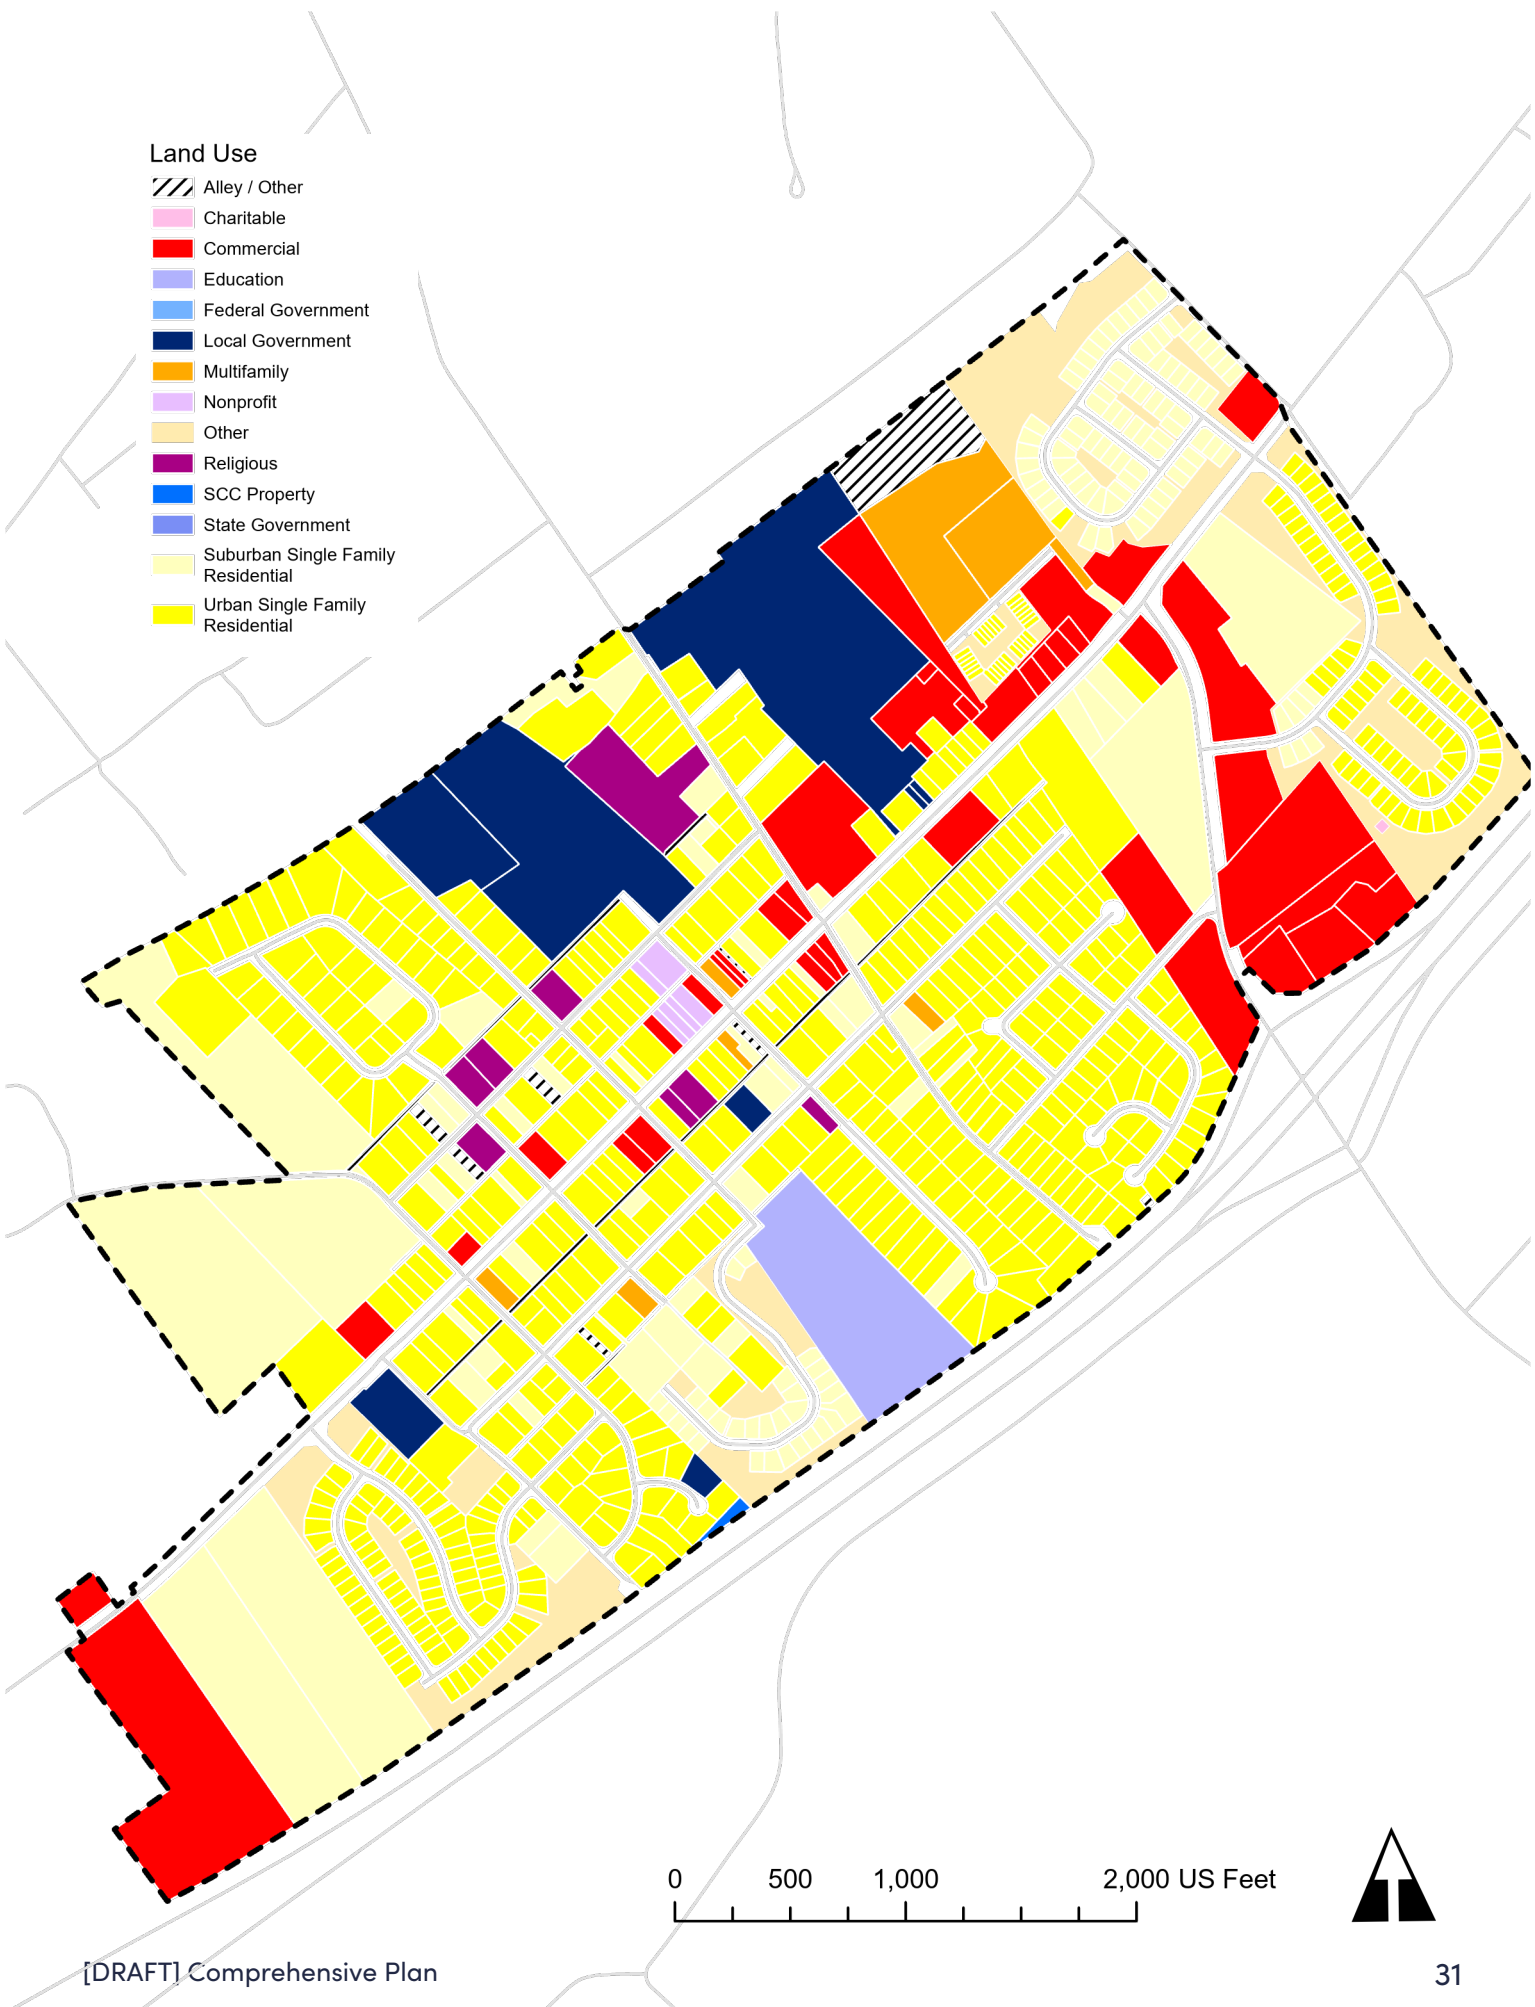 Land Use
Alley / Other
Charitable
Commercial
Education
Federal Government
Local Government
Multifamily
Nonprofit
Other
Religious
SCC Property
State Government
Suburban Single Family
Residential
Urban Single Family
Residential
0 500 1,000 2,000 US Feet
[DRAFT] Comprehensive Plan
31